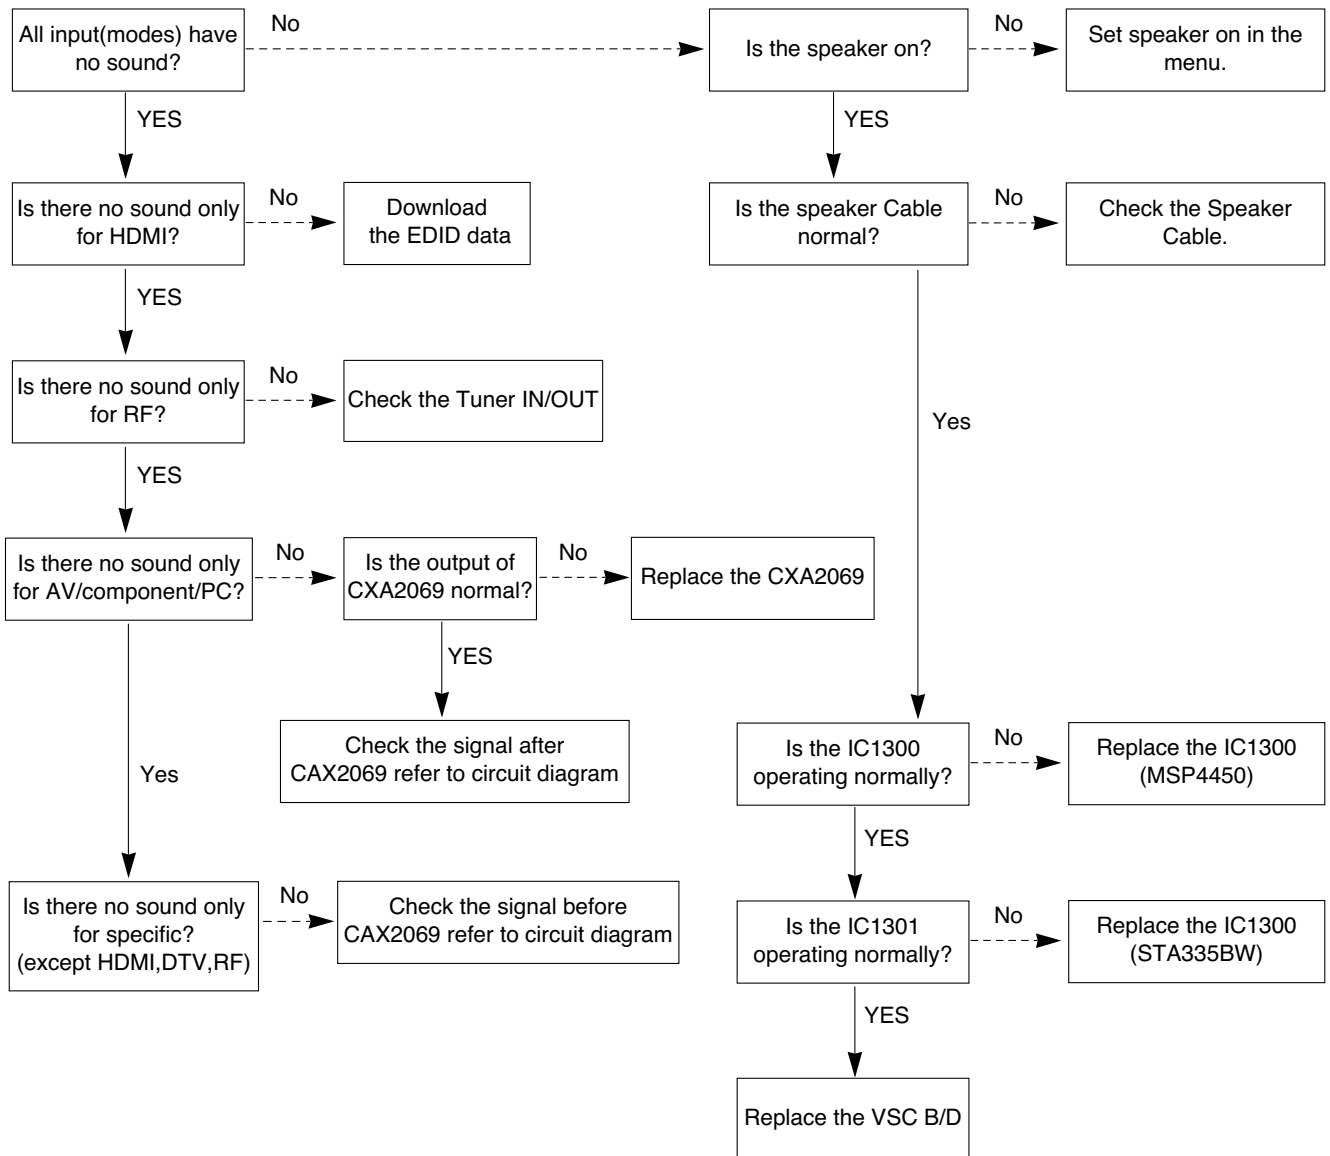 All input(modes) have
no sound?
No
Is the speaker on?
No
Set speaker on in the
menu.
YES
YES
Is there no sound only
for HDMI?
No
Download
the EDID data
Is the speaker Cable
normal?
No
Check the Speaker
Cable.
YES
Is there no sound only
for RF?
No
Check the Tuner IN/OUT
Yes
YES
Is there no sound only
for AV/component/PC?
No
Is the output of
CXA2069 normal?
No
Replace the CXA2069
YES
Check the signal after
CAX2069 refer to circuit diagram
Yes
Is the IC1300
operating normally?
No
Replace the IC1300
(MSP4450)
YES
Is there no sound only
for specific?
(except HDMI,DTV,RF)
No
Check the signal before
CAX2069 refer to circuit diagram
Is the IC1301
operating normally?
No
Replace the IC1300
(STA335BW)
YES
Replace the VSC B/D